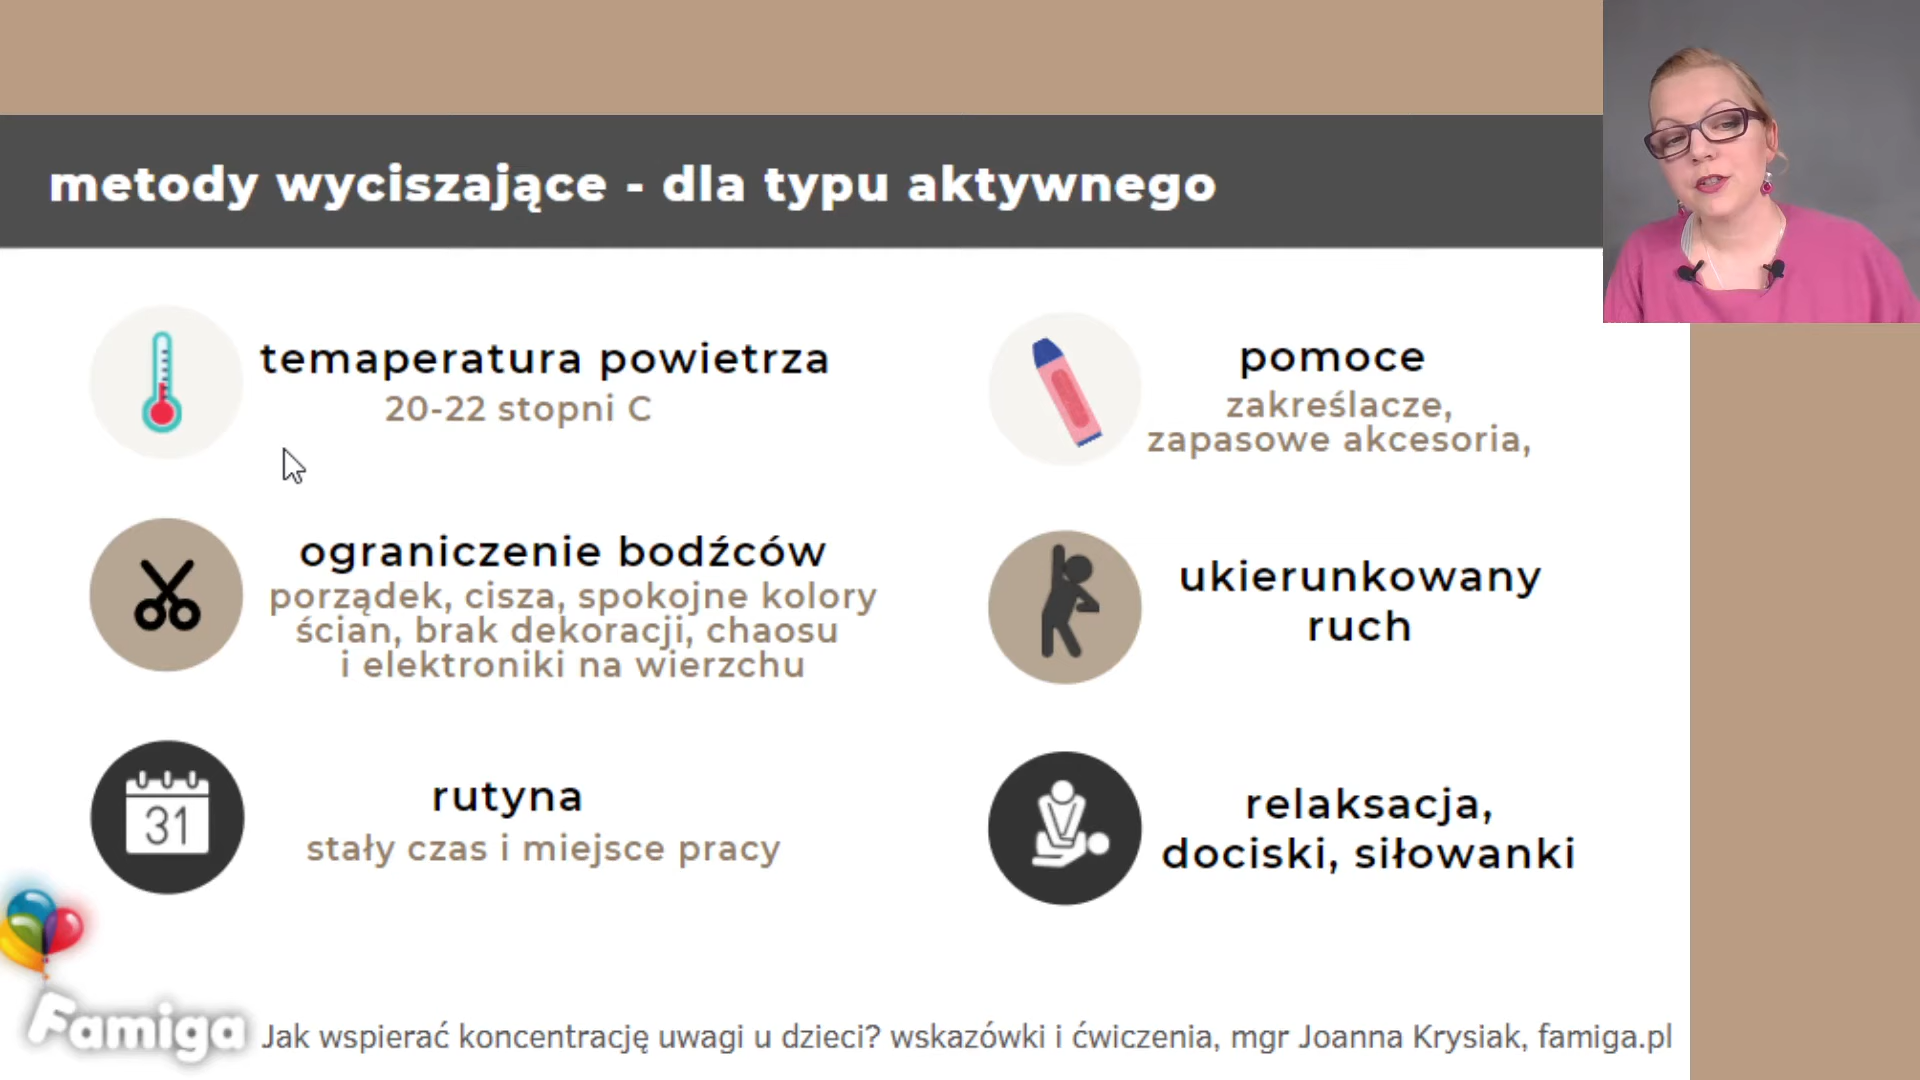 metody wyciszające - dla typu aktywnego
temaperatura powietrza
20-22 stopni C
ograniczenie bodźców
porządek, cisza, spokojne kolory
ścian, brak dekoracji, chaosu
i elektroniki na wierzchu
31
rutyna
stały czas i miejsce pracy
pomoce
zakreślacze,
zapasowe akcesoria,
ukierunkowany
ruch
relaksacja,
dociski, siłowanki
Famiga
Jak wspierać koncentrację uwagi u dzieci? wskazówki i ćwiczenia, mgr Joanna Krysiak, famiga.pl